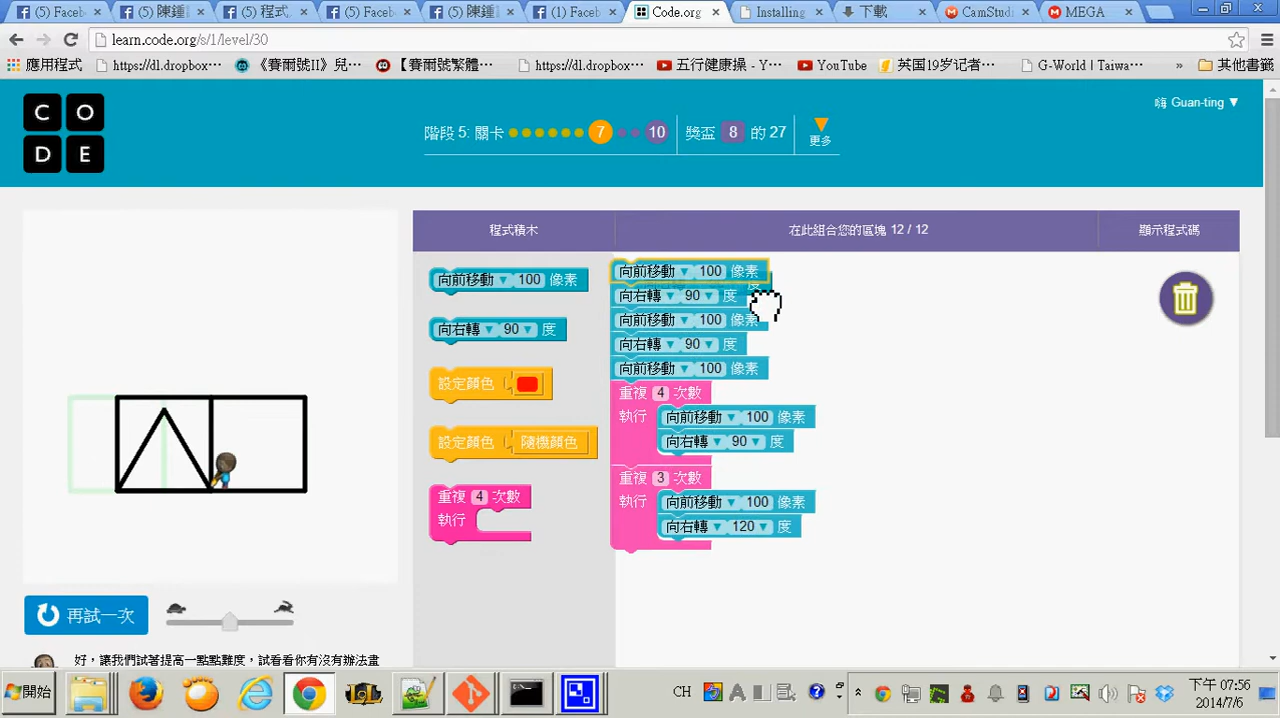 (5) Faceb
(5) 陳鍾
(5) 程式
(5) Faceb
(5) 陳鍾
(1) Faceb
Code.org
Installing
下載
CamStud
MEGA
learn.code.org/s/1/level/30
應用程式
https://dl.dropbox…
《賽爾號II》兒…
【賽爾號繁體…
https://dl.dropbox…
五行健康操 - Y…
YouTube
英国19岁记者…
G-World | Taiwa…
»
其他書籤
C O
D E
階段 5: 關卡
7
10
獎盃 8 的 27
更多
嗨 Guan-ting ▼
程式積木
在此組合您的區塊 12 / 12
顯示程式碼
向前移動 100 像素
向右轉 90 度
設定顏色
設定顏色 隨機顏色
重複 4 次數
執行
向前移動 100 像素
向右轉 90 度
向前移動 100 像素
向右轉 90 度
向前移動 100 像素
重複 4 次數
執行 向前移動 100 像素
向右轉 90 度
重複 3 次數
執行 向前移動 100 像素
向右轉 120 度
再試一次
好，讓我們試著提高一點點難度，試看看你有沒有辦法畫
開始
CH
下午 07:56
2014/7/6